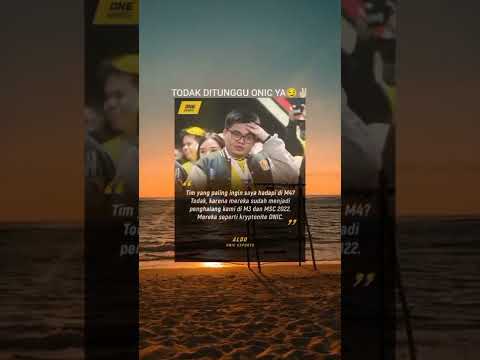 TODAK DITUNGGU ONIC YA😏✌
ONE
ESPORTS
Tim yang paling ingin saya hadapi di M4?
Todak, karena mereka sudah menjadi
penghalang kami di M3 dan MSC 2022.
Mereka seperti kryptonite ONIC.
ALDO
ONIC ESPORTS